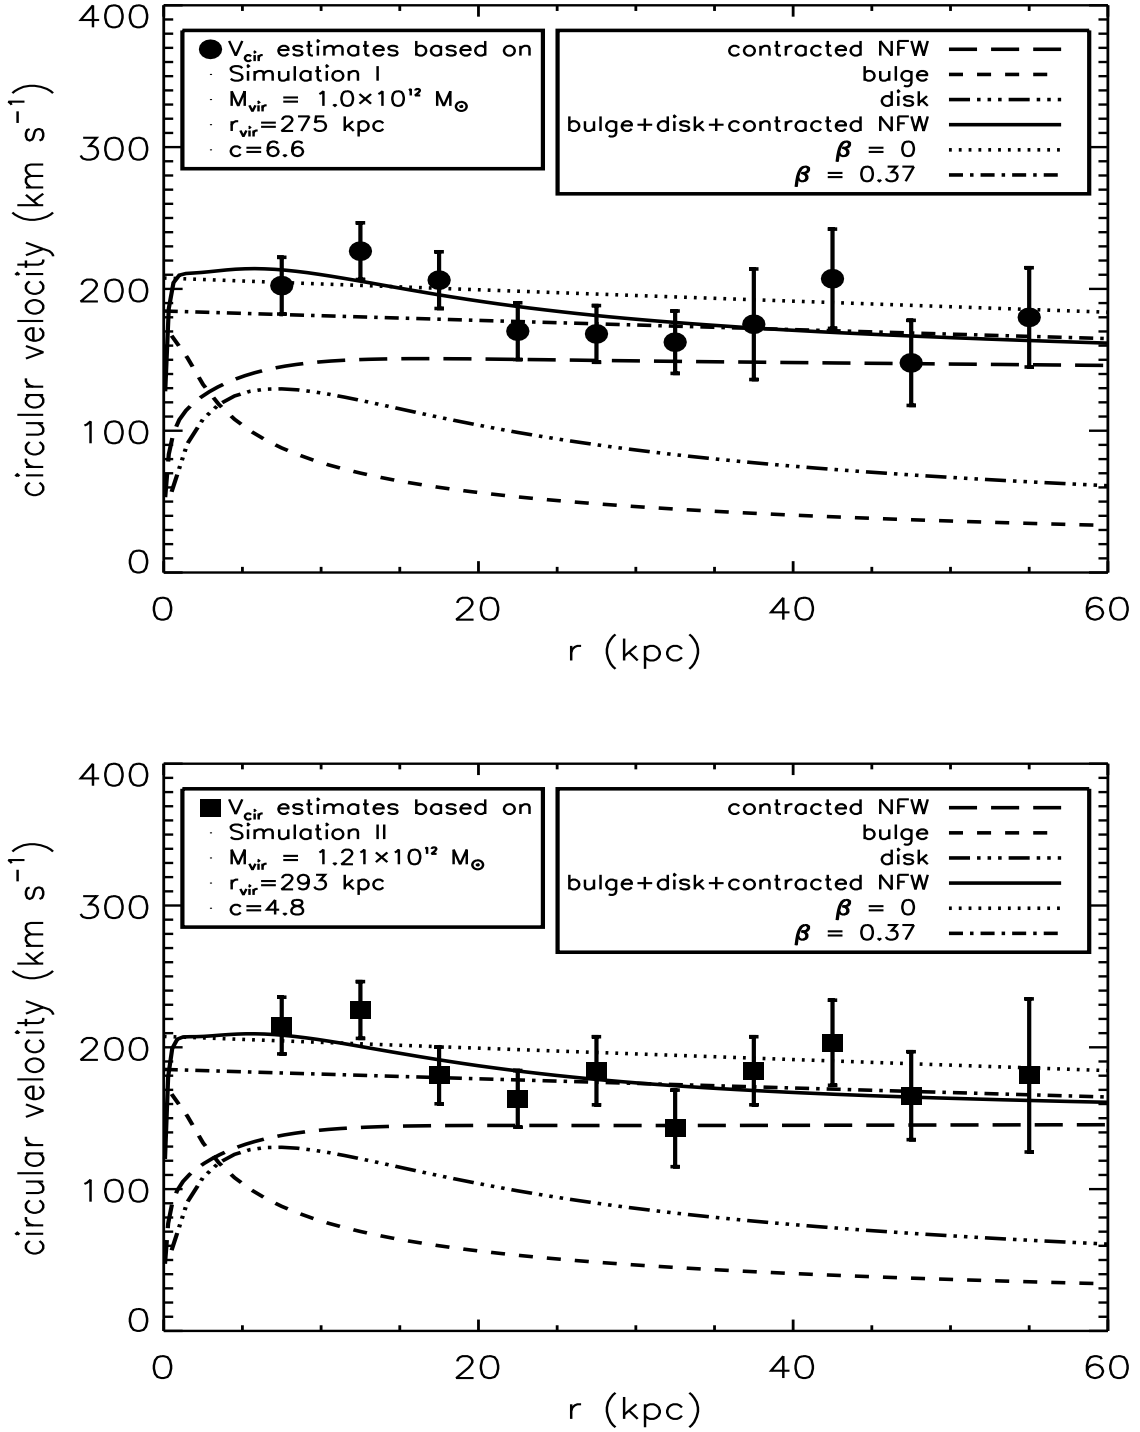 400
300
200
100
0
circular velocity (km s⁻¹)
V_cir estimates based on
Simulation I
M_vir = 1.0×10¹² M_⊙
r_vir=275 kpc
c=6.6
contracted NFW
bulge
disk
bulge+disk+contracted NFW
β = 0
β = 0.37
0 20 40 60
r (kpc)
400
300
200
100
0
circular velocity (km s⁻¹)
V_cir estimates based on
Simulation II
M_vir = 1.21×10¹² M_⊙
r_vir=293 kpc
c=4.8
contracted NFW
bulge
disk
bulge+disk+contracted NFW
β = 0
β = 0.37
0 20 40 60
r (kpc)